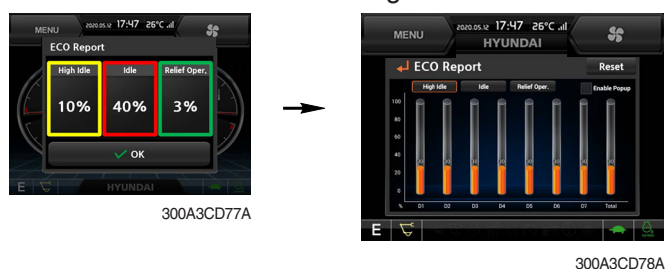 MENU 2020.05.12 17:47 26°C
ECO Report
High Idle Idle Relief Oper.
10% 40% 3%
OK
E HYUNDAI
300A3CD77A
MENU 2020.05.12 17:47 26°C
HYUNDAI
ECO Report Reset
High Idle Idle Relief Oper. Enable Popup
100
80
60
40
20
0
% D1 D2 D3 D4 D5 D6 D7 Total
E
300A3CD78A